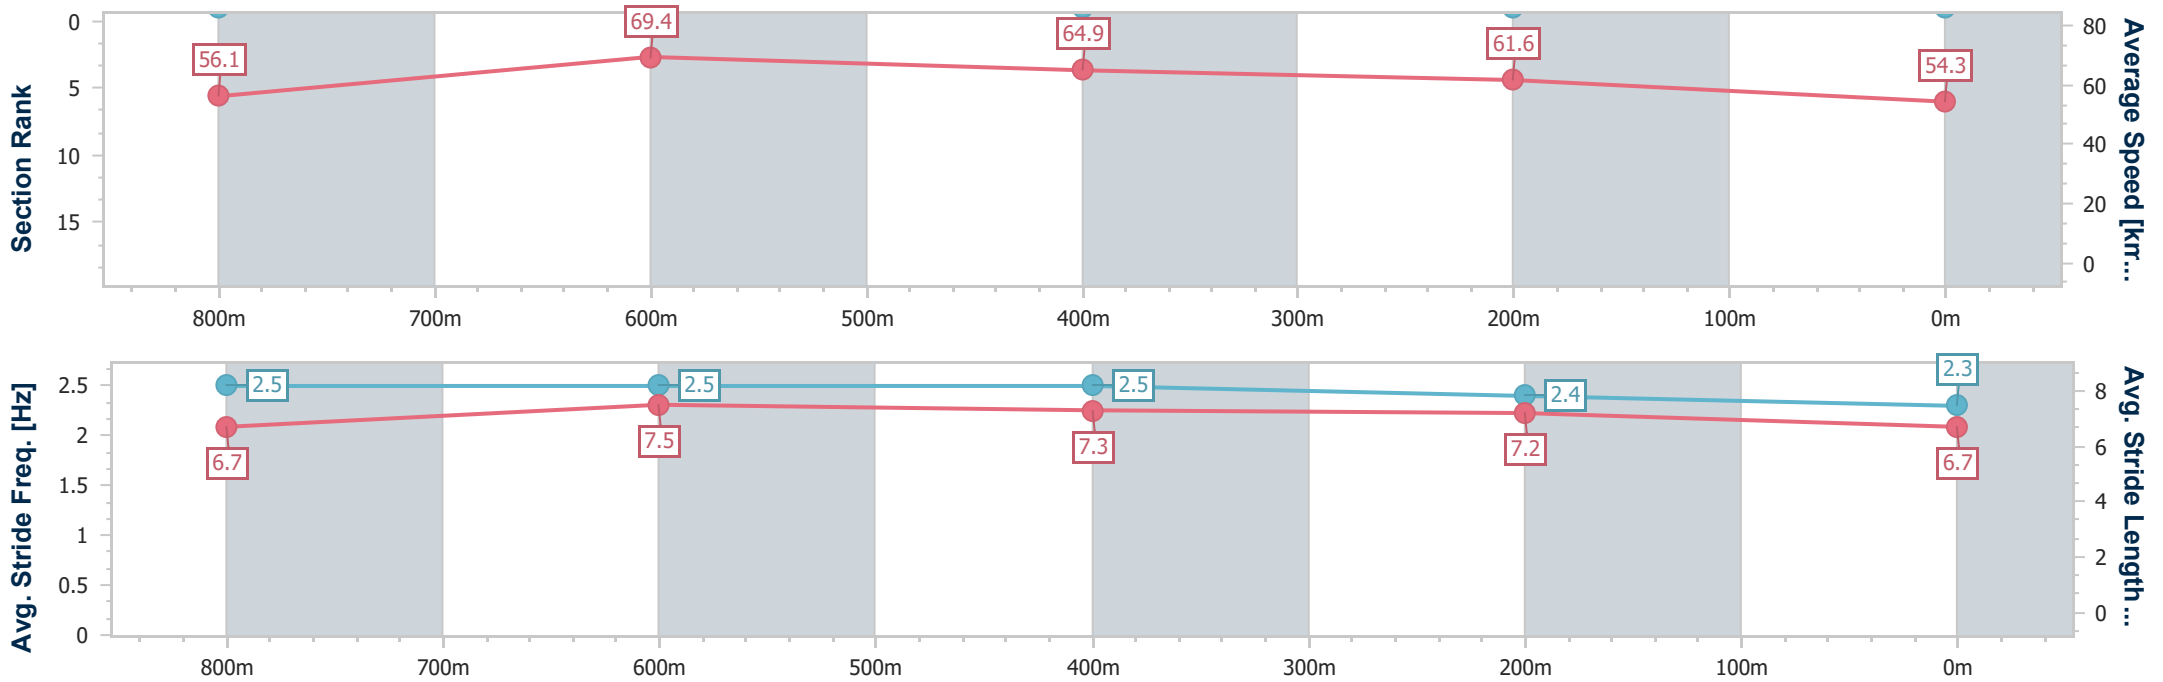 Section Rank
0
5
10
15
56.1
69.4
64.9
61.6
54.3
80
60
40
20
0
Average Speed [km...
800m
700m
600m
500m
400m
300m
200m
100m
0m
Avg. Stride Freq. [Hz]
2.5
2
1.5
1
0.5
0
2.5
2.5
2.5
2.4
2.3
6.7
7.5
7.3
7.2
6.7
8
6
4
2
0
Avg. Stride Length ...
800m
700m
600m
500m
400m
300m
200m
100m
0m